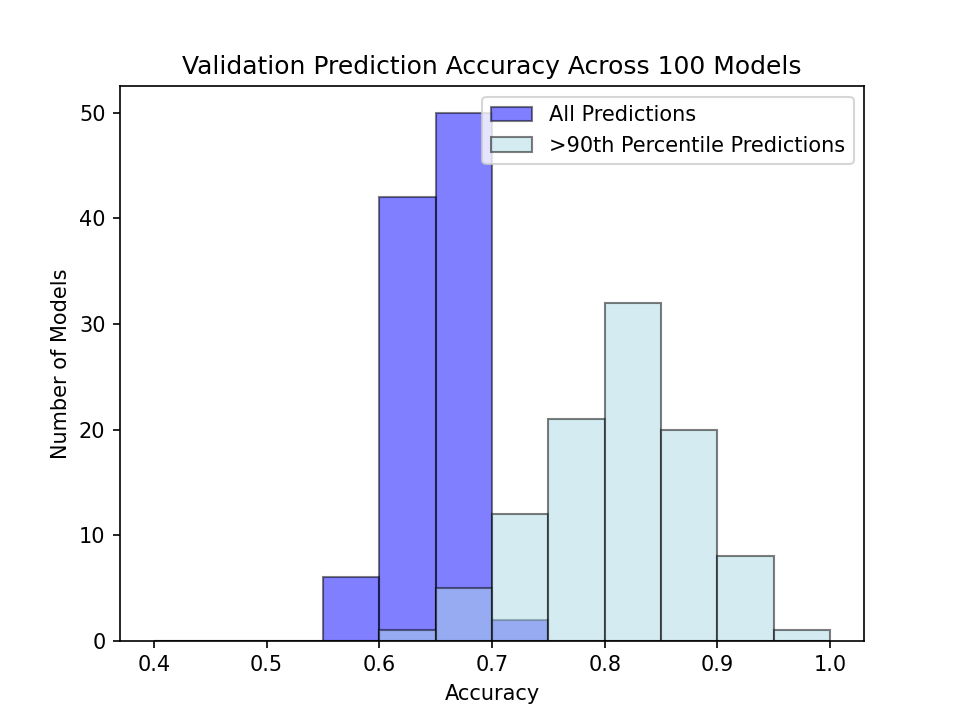 Validation Prediction Accuracy Across 100 Models
All Predictions
>90th Percentile Predictions
50
40
30
20
10
0
Number of Models
0.4 0.5 0.6 0.7 0.8 0.9 1.0
Accuracy